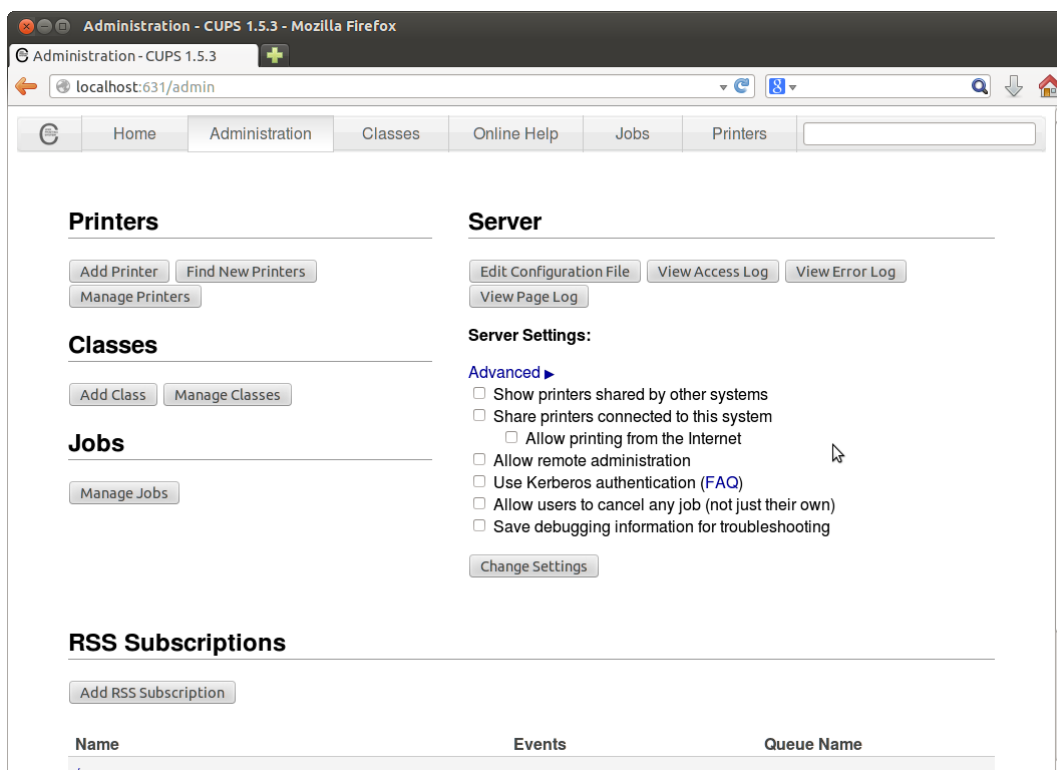 Administration - CUPS 1.5.3 - Mozilla Firefox
Administration - CUPS 1.5.3
localhost:631/admin
8
Home Administration Classes Online Help Jobs Printers
Printers
Add Printer Find New Printers
Manage Printers
Classes
Add Class Manage Classes
Jobs
Manage Jobs
Server
Edit Configuration File View Access Log View Error Log
View Page Log
Server Settings:
Advanced ▸
Show printers shared by other systems
Share printers connected to this system
Allow printing from the Internet
Allow remote administration
Use Kerberos authentication (FAQ)
Allow users to cancel any job (not just their own)
Save debugging information for troubleshooting
Change Settings
RSS Subscriptions
Add RSS Subscription
Name Events Queue Name